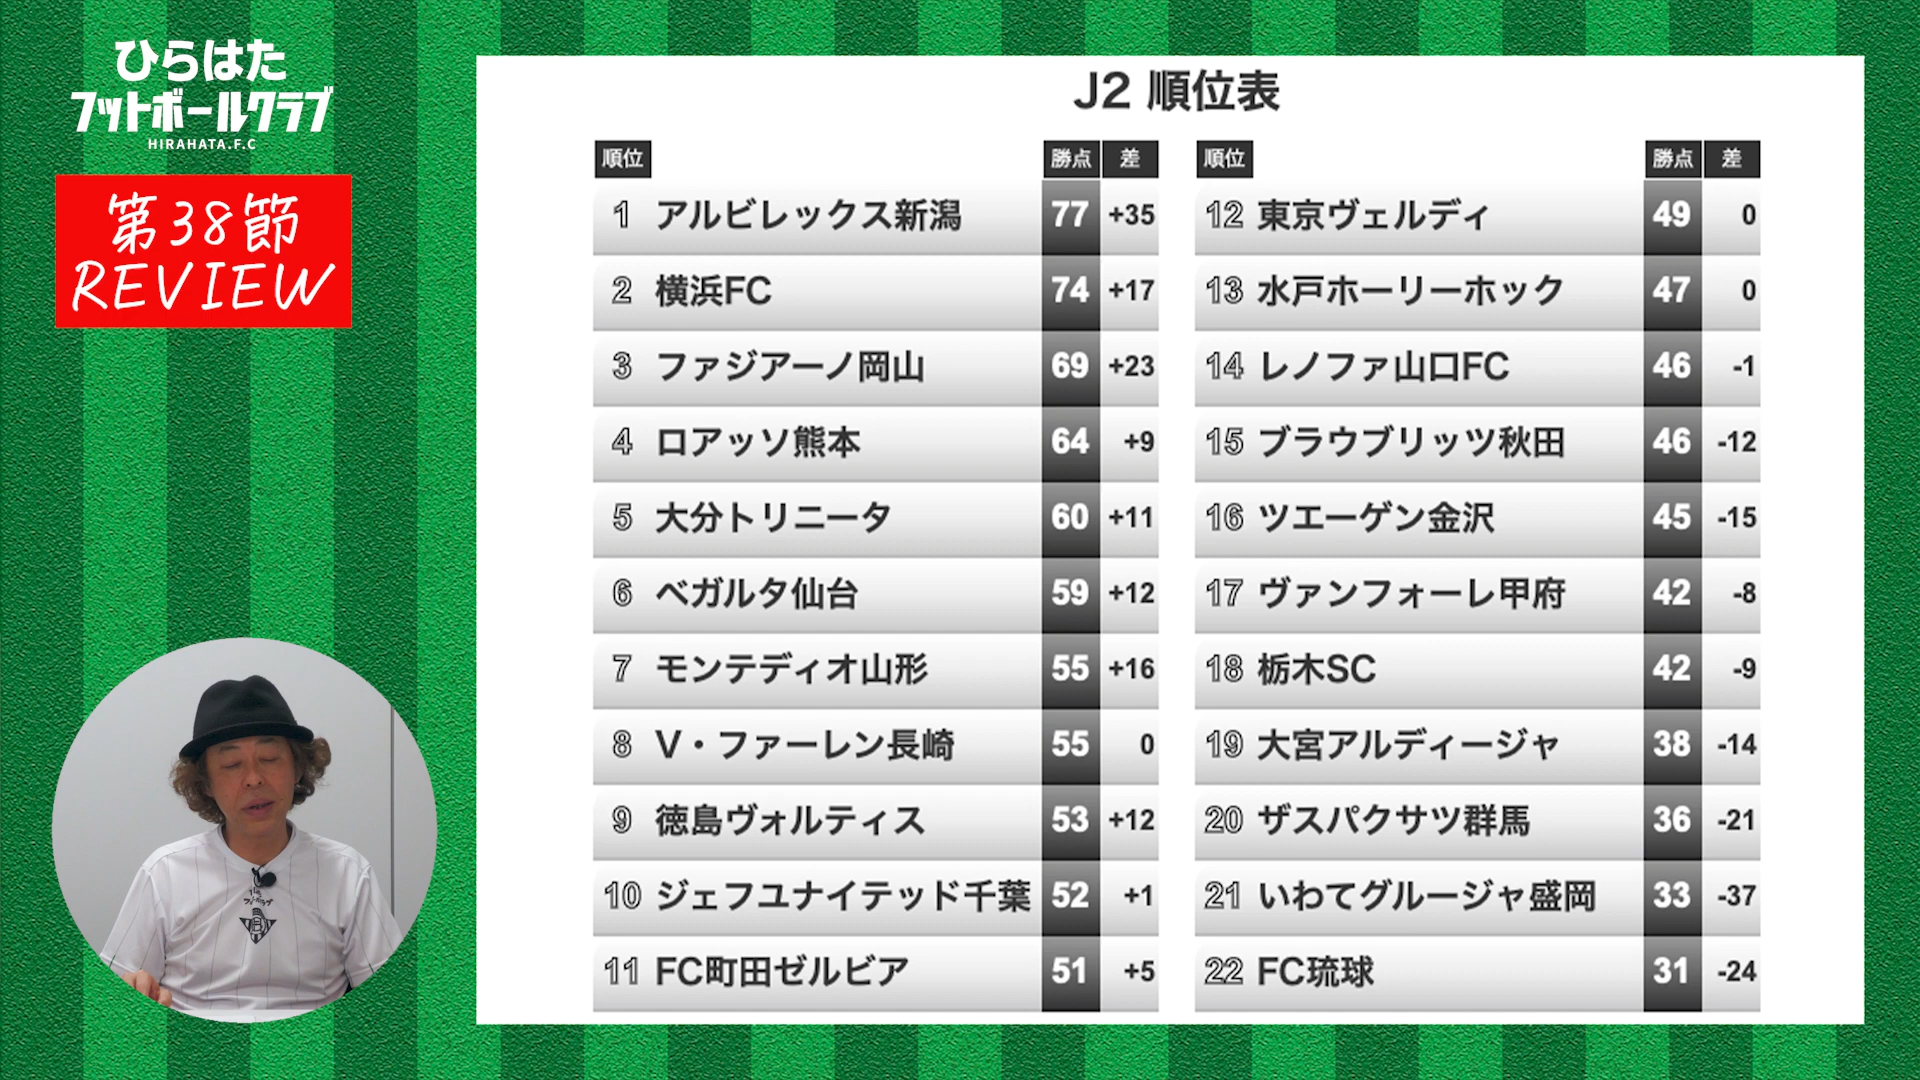 ひらはた
フットボールクラブ
HIRAHATA.F.C
第38節
REVIEW
J2 順位表
順位 勝点 差
1 アルビレックス新潟 77 +35
2 横浜FC 74 +17
3 ファジアーノ岡山 69 +23
4 ロアッソ熊本 64 +9
5 大分トリニータ 60 +11
6 ベガルタ仙台 59 +12
7 モンテディオ山形 55 +16
8 V・ファーレン長崎 55 0
9 徳島ヴォルティス 53 +12
10 ジェフユナイテッド千葉 52 +1
11 FC町田ゼルビア 51 +5
順位 勝点 差
12 東京ヴェルディ 49 0
13 水戸ホーリーホック 47 0
14 レノファ山口FC 46 -1
15 ブラウブリッツ秋田 46 -12
16 ツエーゲン金沢 45 -15
17 ヴァンフォーレ甲府 42 -8
18 栃木SC 42 -9
19 大宮アルディージャ 38 -14
20 ザスパクサツ群馬 36 -21
21 いわてグルージャ盛岡 33 -37
22 FC琉球 31 -24